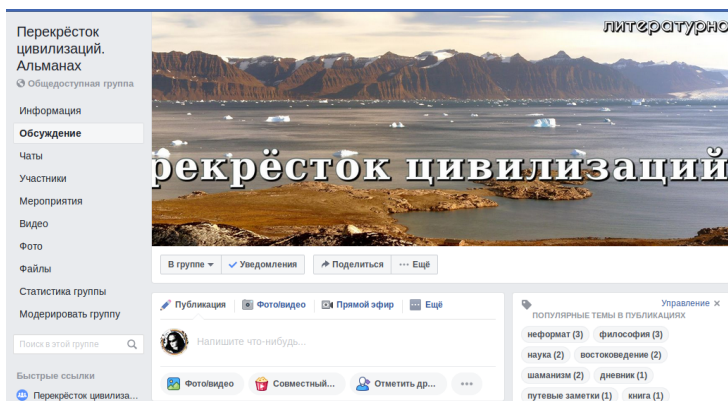 Перекрёсток
цивилизаций.
Альманах
Общедоступная группа
Информация
Обсуждение
Чаты
Участники
Мероприятия
Видео
Фото
Файлы
Статистика группы
Модерировать группу
Поиск в этой группе
Быстрые ссылки
Перекрёсток цивилиза...
литературно
рекрёсток цивилизаций
В группе
Уведомления
Поделиться
Ещё
Публикация
Фото/видео
Прямой эфир
Ещё
Напишите что-нибудь...
Фото/видео
Совместный...
Отметить др...
Управление ×
ПОПУЛЯРНЫЕ ТЕМЫ В ПУБЛИКАЦИЯХ
неформат (3) философия (3)
наука (2) востоковедение (2)
шаманизм (2) дневник (1)
путевые заметки (1) книга (1)